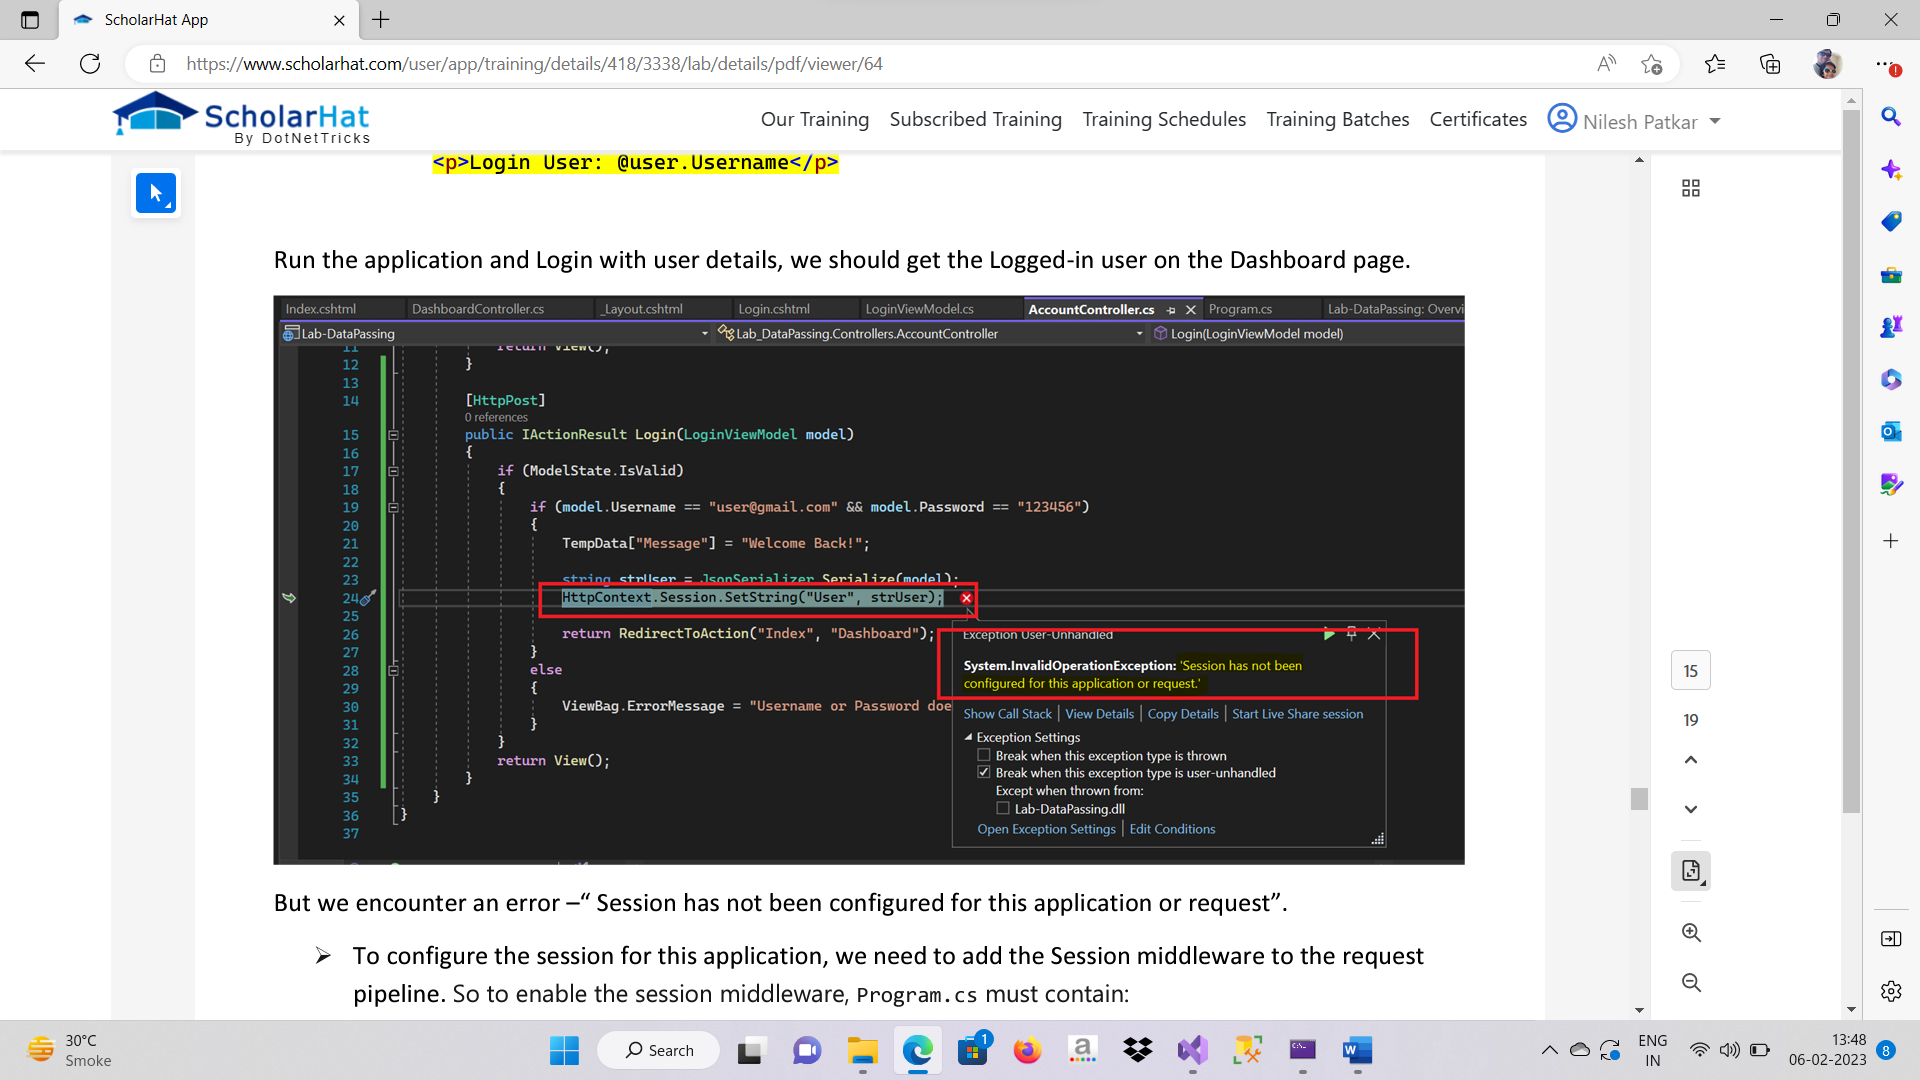 ScholarHat App
https://www.scholarhat.com/user/app/training/details/418/3338/lab/details/pdf/viewer/64
ScholarHat
By DotNetTricks
Our Training
Subscribed Training
Training Schedules
Training Batches
Certificates
Nilesh Patkar
<p>Login User: @user.Username</p>
Run the application and Login with user details, we should get the Logged-in user on the Dashboard page.
Index.cshtml
DashboardController.cs
_Layout.cshtml
Login.cshtml
LoginViewModel.cs
AccountController.cs
Program.cs
Lab-DataPassing: Overvi
Lab-DataPassing
Lab_DataPassing.Controllers.AccountController
Login(LoginViewModel model)
11 return View();
12 }
13
14 [HttpPost]
0 references
15 public IActionResult Login(LoginViewModel model)
16 {
17 if (ModelState.IsValid)
18 {
19 if (model.Username == "user@gmail.com" && model.Password == "123456")
20 {
21 TempData["Message"] = "Welcome Back!";
22
23 string strUser = JsonSerializer.Serialize(model);
24 HttpContext.Session.SetString("User", strUser);
25
26 return RedirectToAction("Index", "Dashboard");
27 }
28 else
29 {
30 ViewBag.ErrorMessage = "Username or Password doe
31 }
32 }
33 return View();
34 }
35 }
36 }
37
Exception User-Unhandled
System.InvalidOperationException: 'Session has not been
configured for this application or request.'
Show Call Stack | View Details | Copy Details | Start Live Share session
Exception Settings
Break when this exception type is thrown
Break when this exception type is user-unhandled
Except when thrown from:
Lab-DataPassing.dll
Open Exception Settings | Edit Conditions
But we encounter an error –“ Session has not been configured for this application or request”.
To configure the session for this application, we need to add the Session middleware to the request
pipeline. So to enable the session middleware, Program.cs must contain:
15
19
30°C
Smoke
Search
1
ENG
IN
13:48
06-02-2023
8